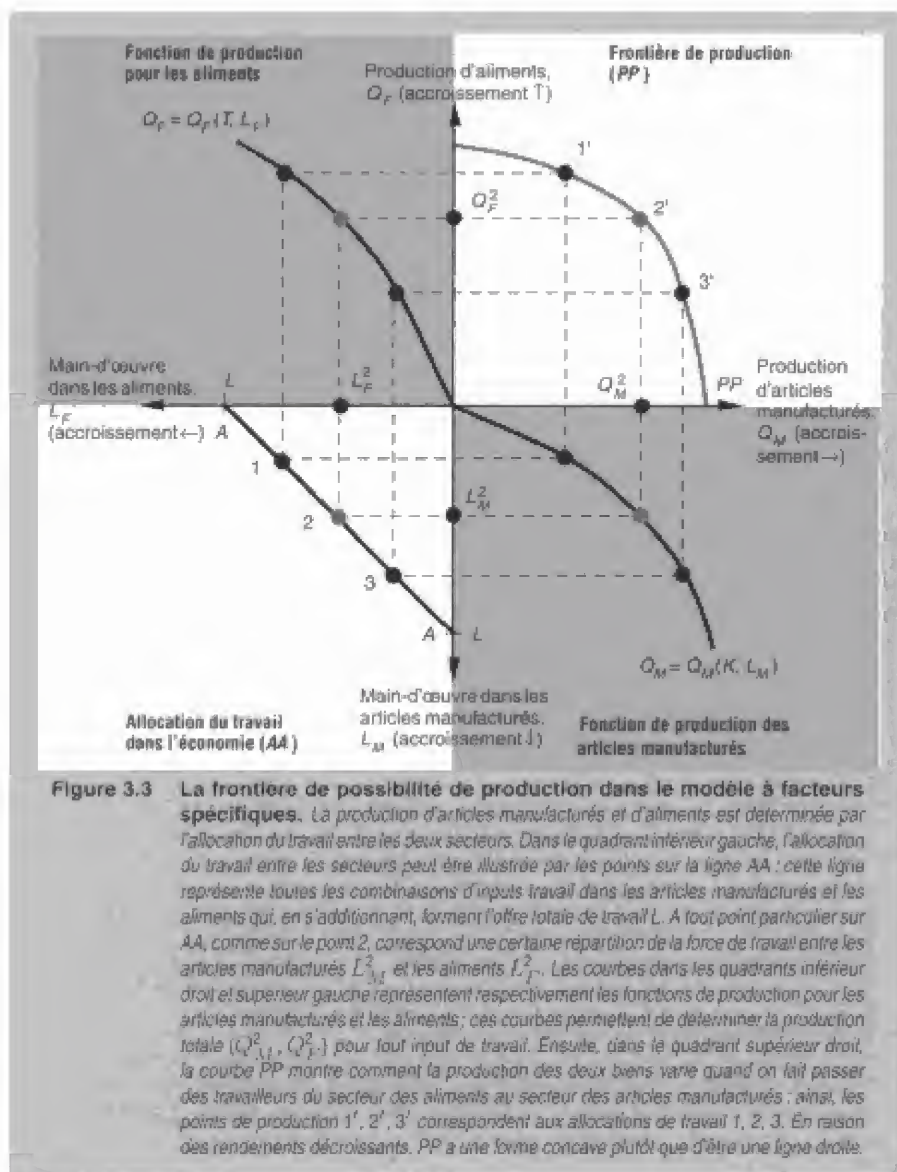 Fonction de production
pour les aliments
Frontière de production
(PP)
Production d'aliments,
Q_F (accroissement ↑)
Q_F = Q_F (T, L_F)
1'
Q_F^2
2'
3'
Main-d'œuvre
dans les aliments.
L_F
(accroissement ←)
L
A
L_F^2
Q_M^2
PP
Production
d'articles
manufacturés.
Q_M (accrois-
sement →)
1
2
3
L_M^2
A
L
Q_M = Q_M (K, L_M)
Main-d'œuvre dans les
articles manufacturés.
L_M (accroissement ↓)
Allocation du travail
dans l'économie (AA)
Fonction de production des
articles manufacturés
Figure 3.3 La frontière de possibilité de production dans le modèle à facteurs
spécifiques. La production d'articles manufacturés et d'aliments est déterminée par
l'allocation du travail entre les deux secteurs. Dans le quadrant inférieur gauche, l'allocation
du travail entre les secteurs peut être illustrée par les points sur la ligne AA : cette ligne
représente toutes les combinaisons d'inputs travail dans les articles manufacturés et les
aliments qui, en s'additionnant, forment l'offre totale de travail L. A tout point particulier sur
AA, comme sur le point 2, correspond une certaine répartition de la force de travail entre les
articles manufacturés L_M^2 et les aliments L_F^2. Les courbes dans les quadrants inférieur
droit et supérieur gauche représentent respectivement les fonctions de production pour les
articles manufacturés et les aliments ; ces courbes permettent de déterminer la production
totale (Q_M^2, Q_F^2) pour tout input de travail. Ensuite, dans le quadrant supérieur droit,
la courbe PP montre comment la production des deux biens varie quand on fait passer
des travailleurs du secteur des aliments au secteur des articles manufacturés ; ainsi, les
points de production 1', 2', 3' correspondent aux allocations de travail 1, 2, 3. En raison
des rendements décroissants. PP a une forme concave plutôt que d'être une ligne droite.